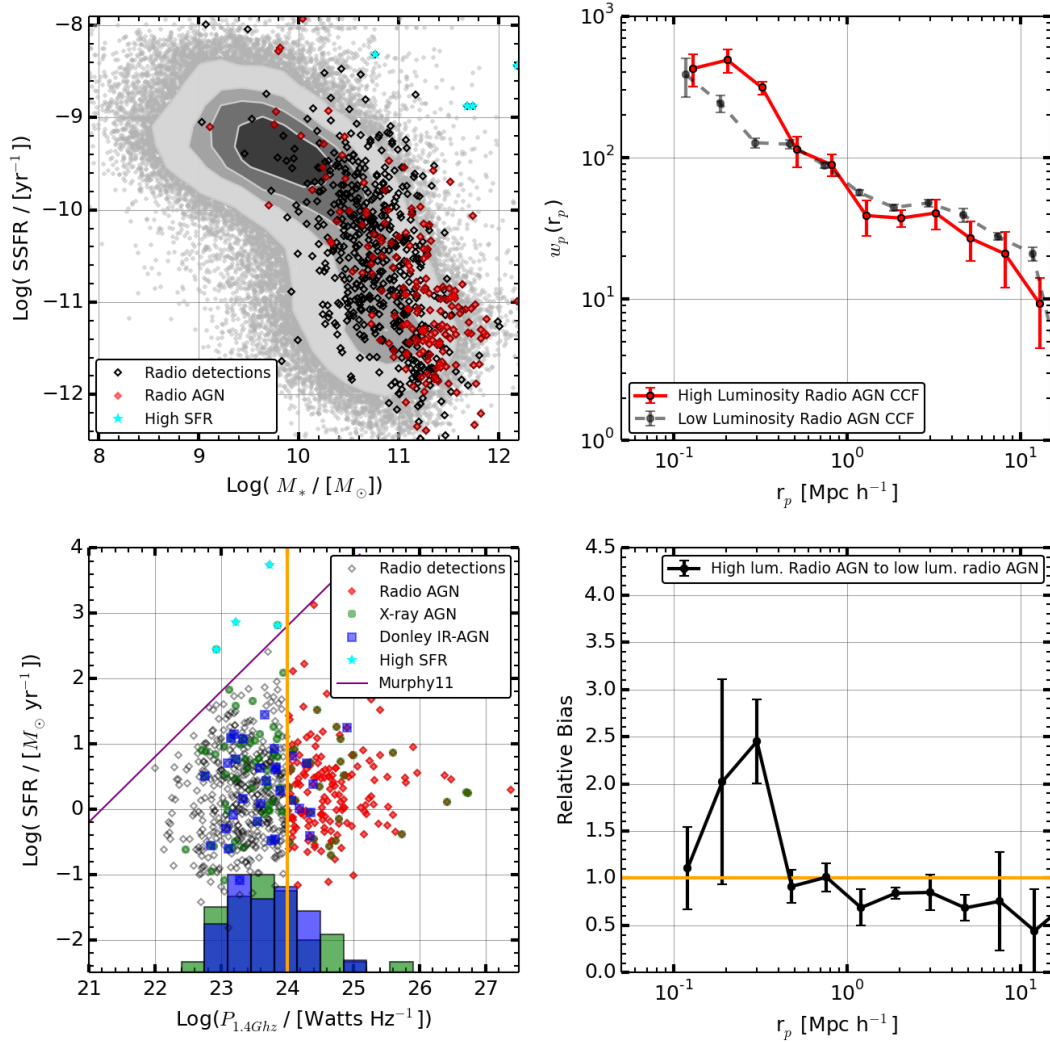 −8
−9
−10
−11
−12
Log( SSFR / [yr⁻¹] )
Radio detections
Radio AGN
High SFR
8 9 10 11 12
Log( M* / [M⊙])
10³
10²
10¹
10⁰
wₚ(rₚ)
High Luminosity Radio AGN CCF
Low Luminosity Radio AGN CCF
10⁻¹ 10⁰ 10¹
rₚ [Mpc h⁻¹]
4
3
2
1
0
−1
−2
Log( SFR / [M⊙ yr⁻¹] )
Radio detections
Radio AGN
X-ray AGN
Donley IR-AGN
High SFR
Murphy11
21 22 23 24 25 26 27
Log(P₁.₄Ghz / [Watts Hz⁻¹])
4.5
4.0
3.5
3.0
2.5
2.0
1.5
1.0
0.5
0.0
Relative Bias
High lum. Radio AGN to low lum. radio AGN
10⁻¹ 10⁰ 10¹
rₚ [Mpc h⁻¹]